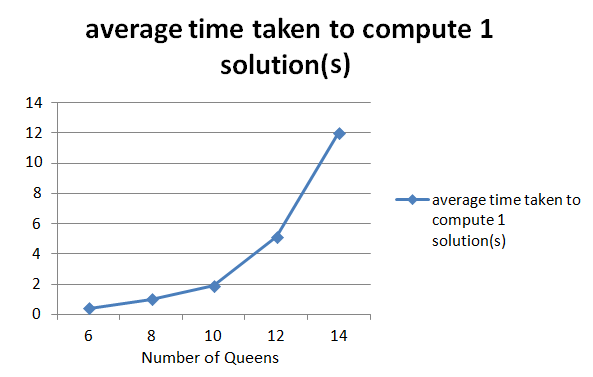 average time taken to compute 1
solution(s)
14
12
10
8
6
4
2
0
6 8 10 12 14
Number of Queens
average time taken to
compute 1
solution(s)